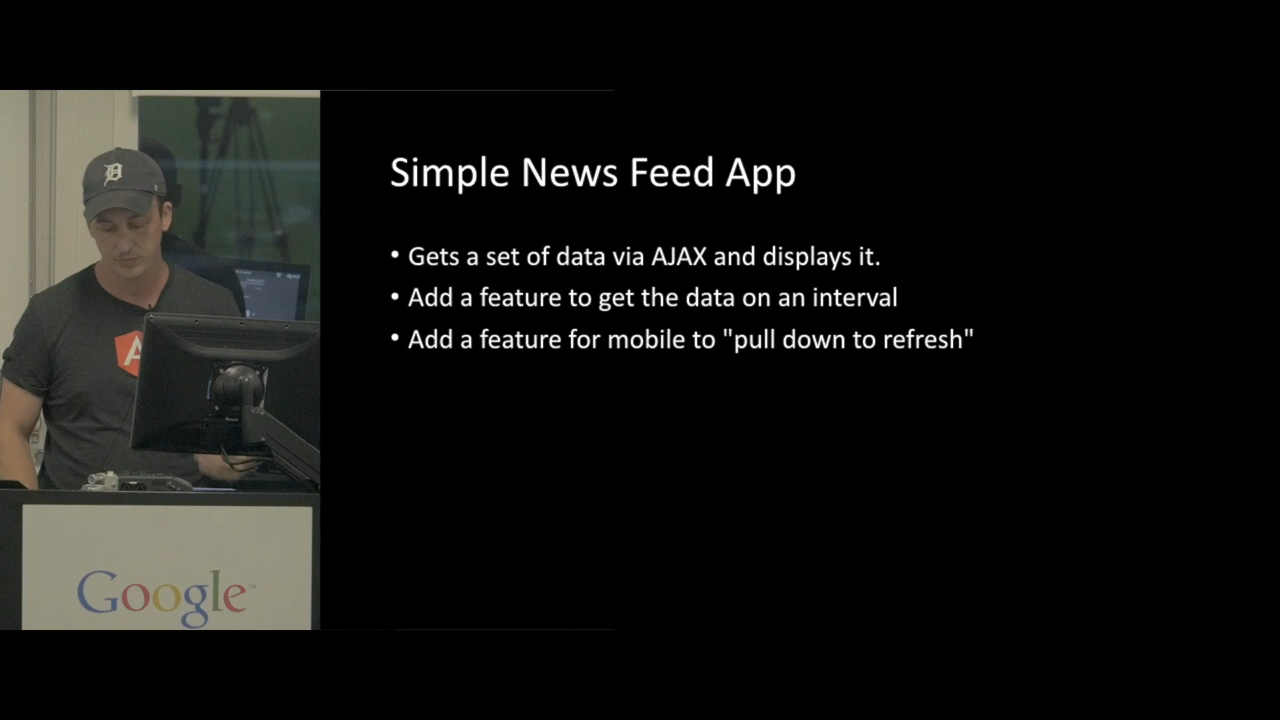 Simple News Feed App
• Gets a set of data via AJAX and displays it.
• Add a feature to get the data on an interval
• Add a feature for mobile to "pull down to refresh"
D
A
Google™